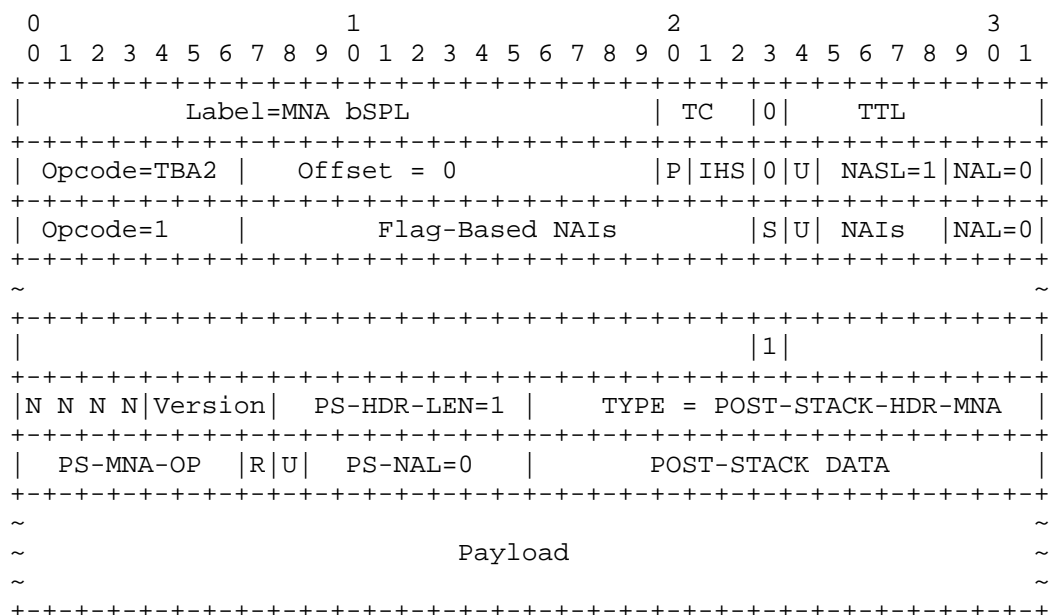 0                   1                   2                   3
 0 1 2 3 4 5 6 7 8 9 0 1 2 3 4 5 6 7 8 9 0 1 2 3 4 5 6 7 8 9 0 1
+-+-+-+-+-+-+-+-+-+-+-+-+-+-+-+-+-+-+-+-+-+-+-+-+-+-+-+-+-+-+-+-+
|          Label=MNA bSPL               | TC  |0|    TTL        |
+-+-+-+-+-+-+-+-+-+-+-+-+-+-+-+-+-+-+-+-+-+-+-+-+-+-+-+-+-+-+-+-+
| Opcode=TBA2 |   Offset = 0            |P|IHS|0|U| NASL=1|NAL=0|
+-+-+-+-+-+-+-+-+-+-+-+-+-+-+-+-+-+-+-+-+-+-+-+-+-+-+-+-+-+-+-+-+
| Opcode=1    |        Flag-Based NAIs        |S|U| NAIs  |NAL=0|
+-+-+-+-+-+-+-+-+-+-+-+-+-+-+-+-+-+-+-+-+-+-+-+-+-+-+-+-+-+-+-+-+
~                                                               ~
+-+-+-+-+-+-+-+-+-+-+-+-+-+-+-+-+-+-+-+-+-+-+-+-+-+-+-+-+-+-+-+-+
|                                             |1|               |
+-+-+-+-+-+-+-+-+-+-+-+-+-+-+-+-+-+-+-+-+-+-+-+-+-+-+-+-+-+-+-+-+
|N N N N|Version|  PS-HDR-LEN=1 |    TYPE = POST-STACK-HDR-MNA  |
+-+-+-+-+-+-+-+-+-+-+-+-+-+-+-+-+-+-+-+-+-+-+-+-+-+-+-+-+-+-+-+-+
|  PS-MNA-OP  |R|U|  PS-NAL=0   |       POST-STACK DATA         |
+-+-+-+-+-+-+-+-+-+-+-+-+-+-+-+-+-+-+-+-+-+-+-+-+-+-+-+-+-+-+-+-+
~                                                               ~
~                           Payload                             ~
~                                                               ~
+-+-+-+-+-+-+-+-+-+-+-+-+-+-+-+-+-+-+-+-+-+-+-+-+-+-+-+-+-+-+-+-+